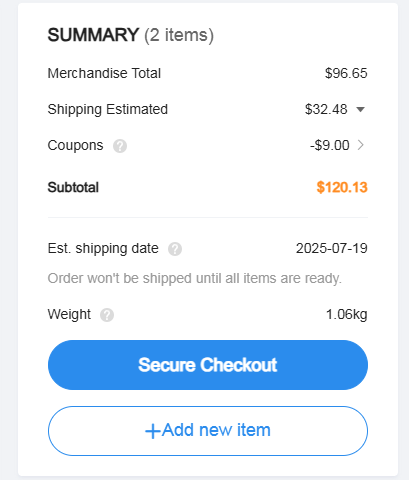 SUMMARY (2 items)
Merchandise Total $96.65
Shipping Estimated $32.48
Coupons ? -$9.00
Subtotal $120.13
Est. shipping date ? 2025-07-19
Order won't be shipped until all items are ready.
Weight ? 1.06kg
Secure Checkout
+Add new item